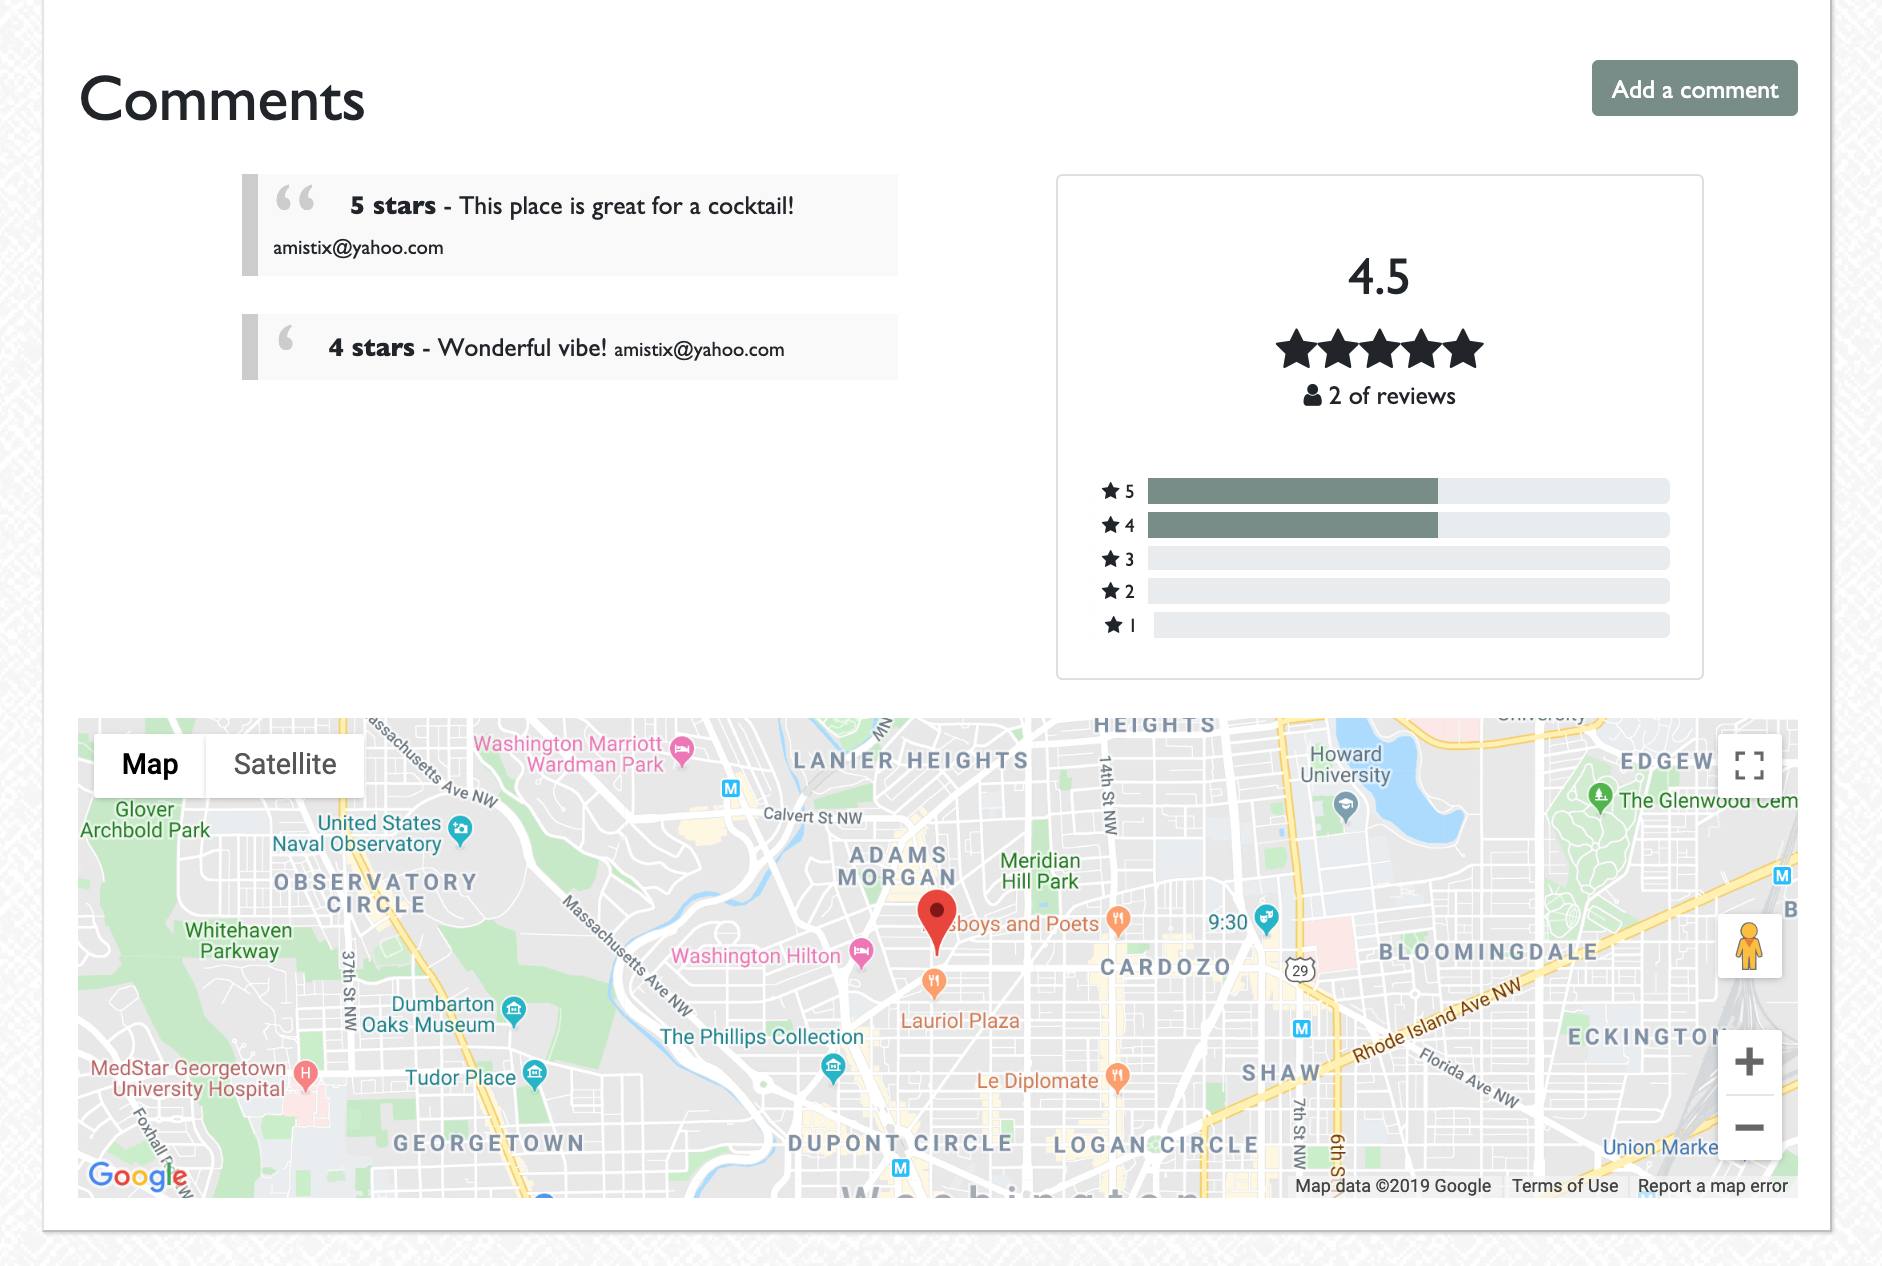 Comments
Add a comment
5 stars - This place is great for a cocktail!
amistix@yahoo.com
4 stars - Wonderful vibe! amistix@yahoo.com
4.5
2 of reviews
5
4
3
2
1
Map Satellite
Glover
Archbold Park
Massachusetts Ave NW
Washington Marriott
Wardman Park
LANIER HEIGHTS
HEIGHTS
14th St NW
Howard
University
University
EDGEW
The Glenwood Cem
United States
Naval Observatory
M
Calvert St NW
OBSERVATORY
CIRCLE
ADAMS
MORGAN
Meridian
Hill Park
M
B
Whitehaven
Parkway
37th St NW
Massachusetts Ave NW
Washington Hilton
sboys and Poets
9:30
29
CARDOZO
BLOOMINGDALE
Dumbarton
Oaks Museum
Lauriol Plaza
The Phillips Collection
M
Rhode Island Ave NW
ECKINGTON
MedStar Georgetown
University Hospital
H
Tudor Place
Le Diplomate
SHAW
Florida Ave NW
GEORGETOWN
DUPONT CIRCLE
M
LOGAN CIRCLE
7th St NW
6th S
Union Marke
Google
Map data ©2019 Google
Terms of Use
Report a map error